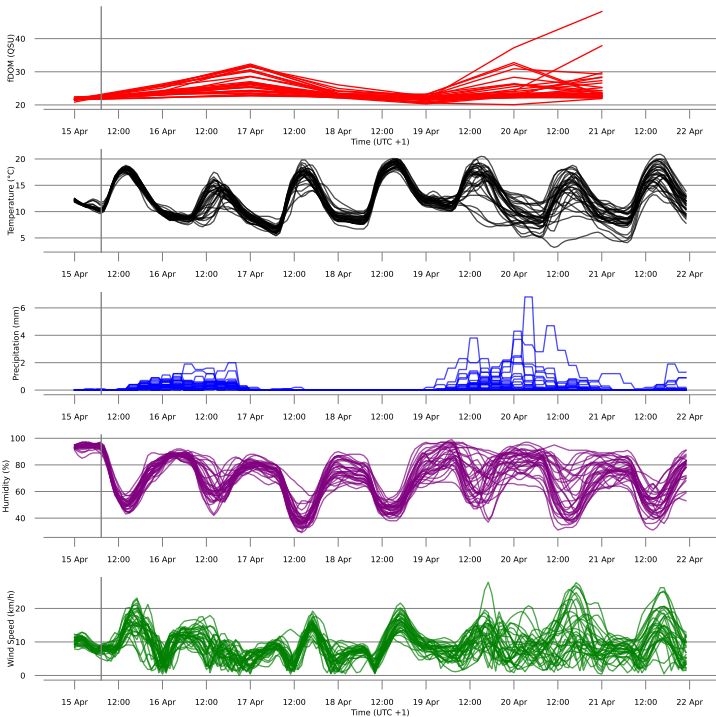 fDOM (QSU)
40
30
20
15 Apr 12:00 16 Apr 12:00 17 Apr 12:00 18 Apr 12:00 19 Apr 12:00 20 Apr 12:00 21 Apr 12:00 22 Apr
Time (UTC +1)
Temperature (°C)
20
15
10
5
15 Apr 12:00 16 Apr 12:00 17 Apr 12:00 18 Apr 12:00 19 Apr 12:00 20 Apr 12:00 21 Apr 12:00 22 Apr
Precipitation (mm)
6
4
2
0
15 Apr 12:00 16 Apr 12:00 17 Apr 12:00 18 Apr 12:00 19 Apr 12:00 20 Apr 12:00 21 Apr 12:00 22 Apr
Humidity (%)
100
80
60
40
15 Apr 12:00 16 Apr 12:00 17 Apr 12:00 18 Apr 12:00 19 Apr 12:00 20 Apr 12:00 21 Apr 12:00 22 Apr
Wind Speed (km/h)
20
10
0
15 Apr 12:00 16 Apr 12:00 17 Apr 12:00 18 Apr 12:00 19 Apr 12:00 20 Apr 12:00 21 Apr 12:00 22 Apr
Time (UTC +1)